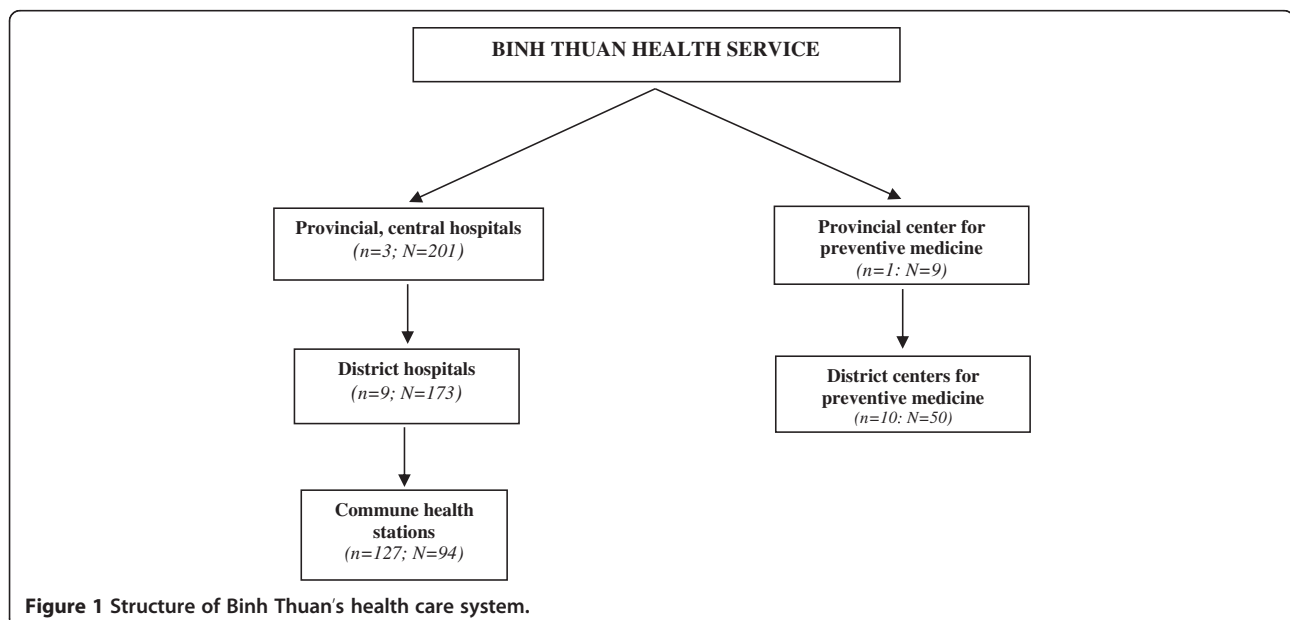 BINH THUAN HEALTH SERVICE
Provincial, central hospitals
(n=3; N=201)
Provincial center for
preventive medicine
(n=1: N=9)
District hospitals
(n=9; N=173)
District centers for
preventive medicine
(n=10: N=50)
Commune health
stations
(n=127; N=94)
Figure 1 Structure of Binh Thuan's health care system.